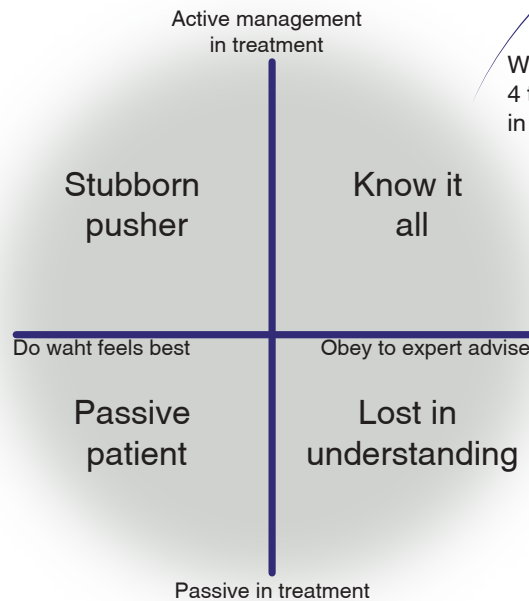 Active management
in treatment
4
in
Stubborn
pusher
Know it
all
Do waht feels best
Obey to expert advise
Passive
patient
Lost in
understanding
Passive in treatment